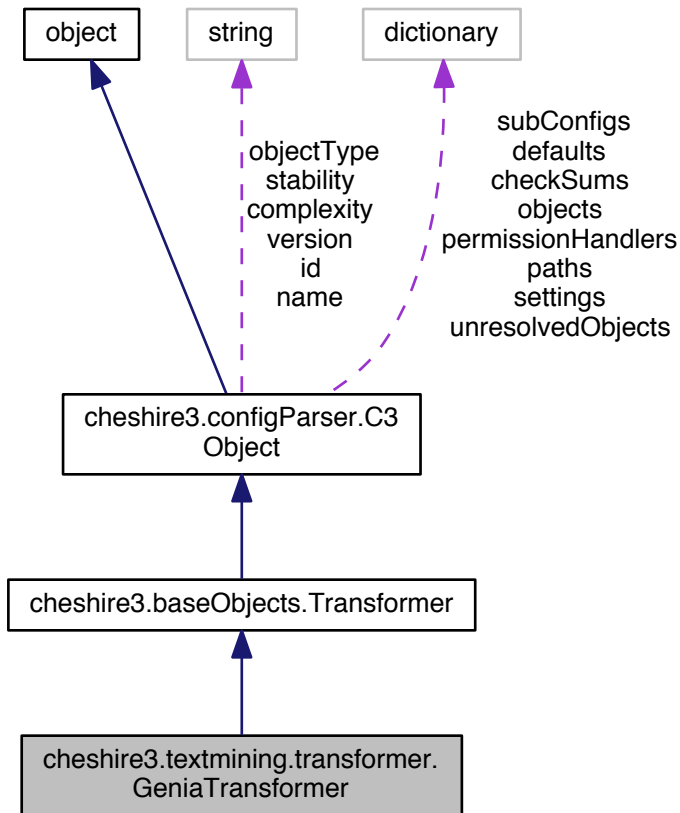 object
string
dictionary
objectType
stability
complexity
version
id
name
subConfigs
defaults
checkSums
objects
permissionHandlers
paths
settings
unresolvedObjects
cheshire3.configParser.C3
Object
cheshire3.baseObjects.Transformer
cheshire3.textmining.transformer.
GeniaTransformer